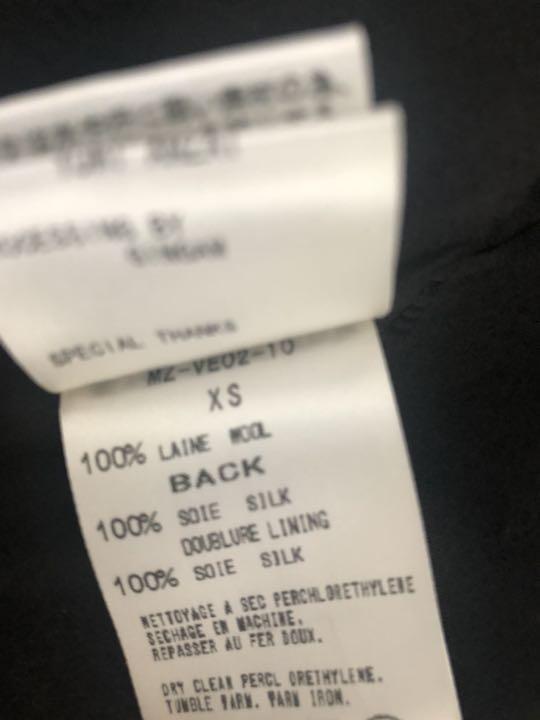 BY
SPECIAL THANKS
MZ-VE02-10
XS
100% LAINE WOOL
BACK
100% SOIE SILK
DOUBLURE LINING
100% SOIE SILK
NETTOYAGE A SEC PERCHLORETHYLENE
SECHAGE EN MACHINE.
REPASSER AU FER DOUX.
DRY CLEAN PERCL ORETHYLENE.
TUMBLE WARM. WARM IRON.